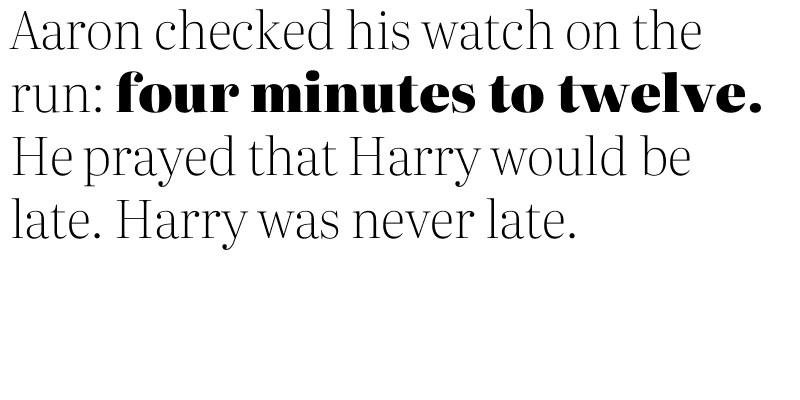 Aaron checked his watch on the
run: four minutes to twelve.
He prayed that Harry would be
late. Harry was never late.